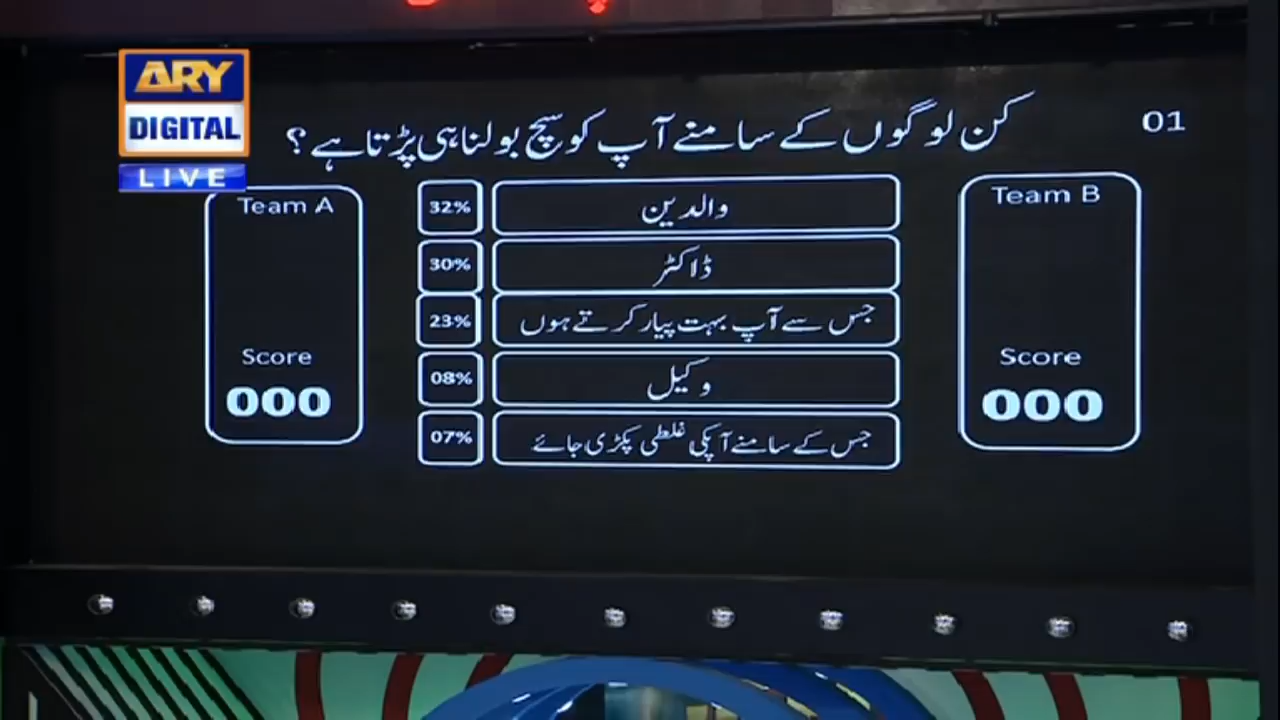 ARY
DIGITAL
LIVE
01
کن لوگوں کے سامنے آپ کو سچ بولنا ہی پڑتا ہے؟
Team A
Score
000
32% والدین
30% ڈاکٹر
23% جس سے آپ بہت پیار کرتے ہوں
08% وکیل
07% جس کے سامنے آپکی غلطی پکڑی جائے
Team B
Score
000